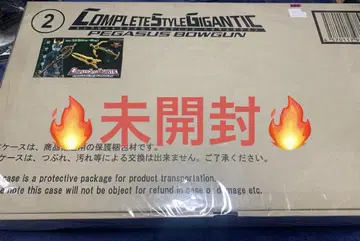 2
COMPLETE STYLE GIGANTIC
PEGASUS BOWGUN
🔥未開封🔥
ケースは、商品
の保護梱包材です。
ケースは、つぶれ、汚れ等による交換は出来ません。ご了承ください。
case is a protective package for product transportation.
note this case will not be object for refund in case of damage etc.